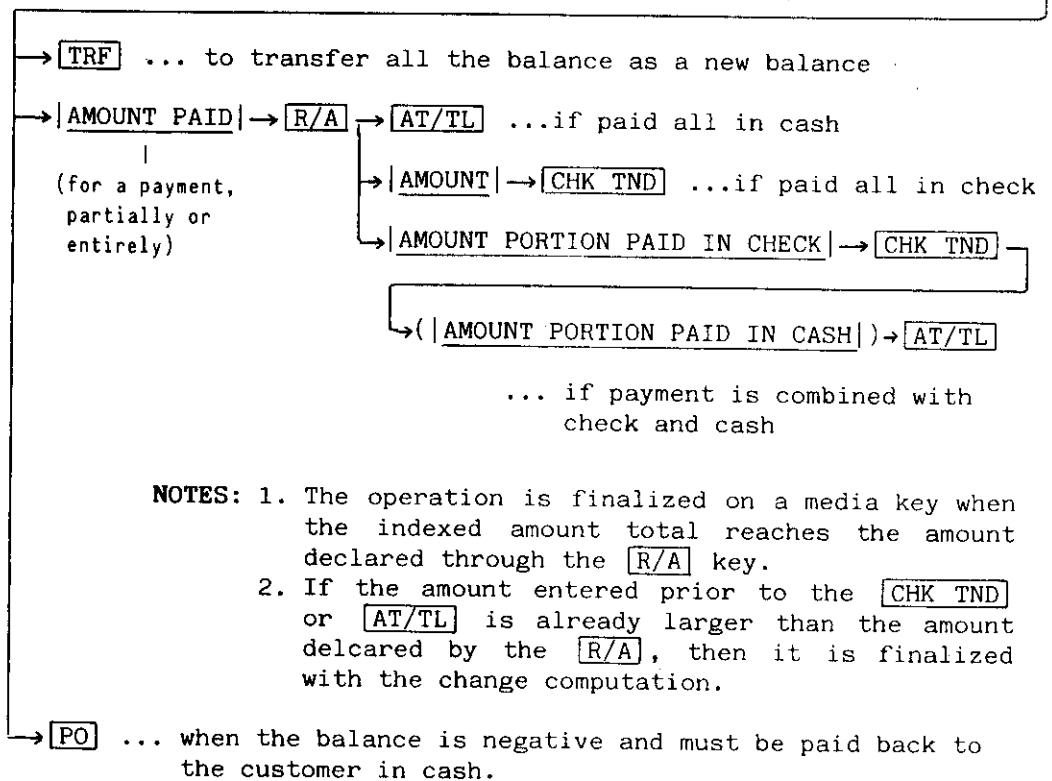 TRF ... to transfer all the balance as a new balance
AMOUNT PAID R/A AT/TL ...if paid all in cash
(for a payment, partially or entirely)
AMOUNT CHK TND ...if paid all in check
AMOUNT PORTION PAID IN CHECK CHK TND
(AMOUNT PORTION PAID IN CASH) AT/TL
... if payment is combined with
check and cash
NOTES: 1. The operation is finalized on a media key when
the indexed amount total reaches the amount
declared through the R/A key.
2. If the amount entered prior to the CHK TND
or AT/TL is already larger than the amount
delcared by the R/A, then it is finalized
with the change computation.
PO ... when the balance is negative and must be paid back to
the customer in cash.